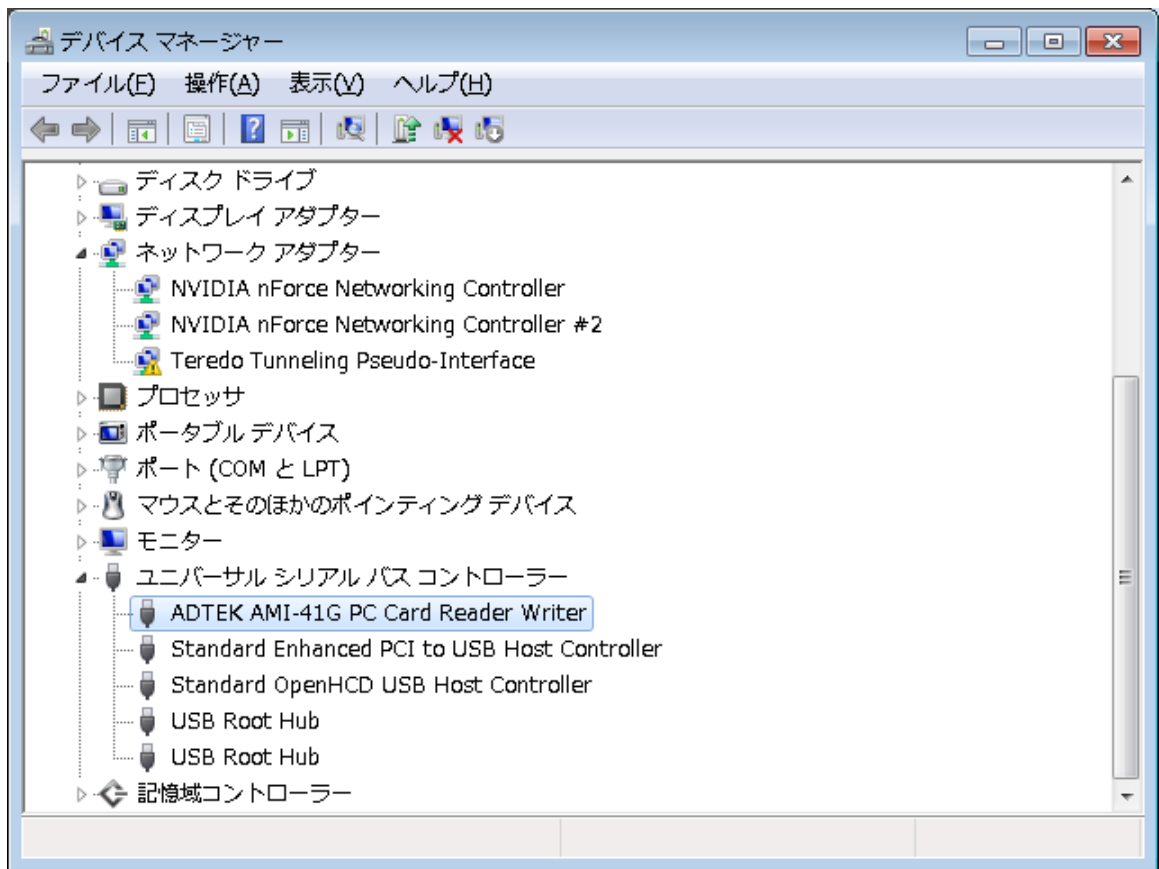 デバイス マネージャー
ファイル(F) 操作(A) 表示(V) ヘルプ(H)
ディスク ドライブ
ディスプレイ アダプター
ネットワーク アダプター
NVIDIA nForce Networking Controller
NVIDIA nForce Networking Controller #2
Teredo Tunneling Pseudo-Interface
プロセッサ
ポータブル デバイス
ポート (COM と LPT)
マウスとそのほかのポインティング デバイス
モニター
ユニバーサル シリアル バス コントローラー
ADTEK AMI-41G PC Card Reader Writer
Standard Enhanced PCI to USB Host Controller
Standard OpenHCD USB Host Controller
USB Root Hub
USB Root Hub
記憶域コントローラー